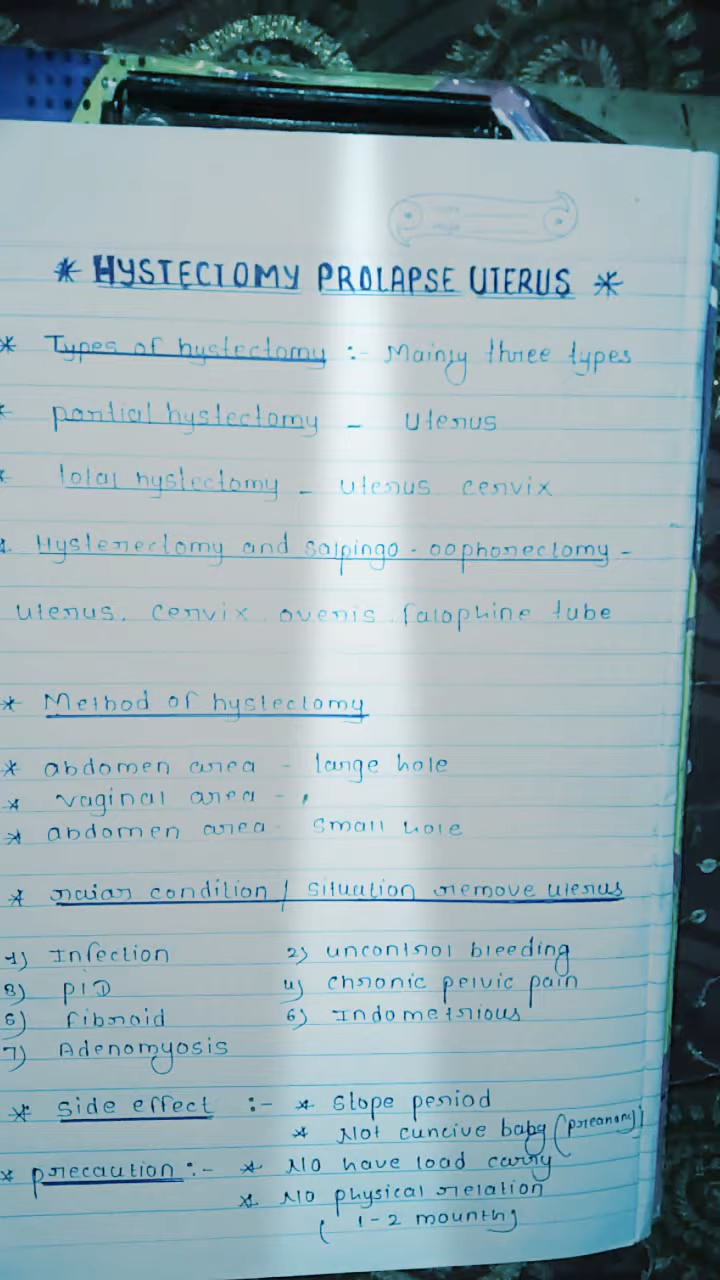 * HYSTECTOMY PROLAPSE UTERUS *
* Types of hystectomy :- Mainly three types
* partial hystectomy - uterus
* total hystectomy - uterus cervix
* Hysterectomy and salpingo - oophorectomy -
uterus. cervix. overis. falophine tube
* Method of hystectomy
* abdomen area - large hole
* vaginal area -
* abdomen area - small hole
* condition / situation remove uterus
1) Infection 2) uncontrol bleeding
3) PID 4) chronic pelvic pain
5) fibroid 6) Indometrious
7) Adenomyosis
* side effect :- * slope period
* Not cuncive baby
* precaution :- * No have load carry
* No physical relation
( 1-2 mounth)